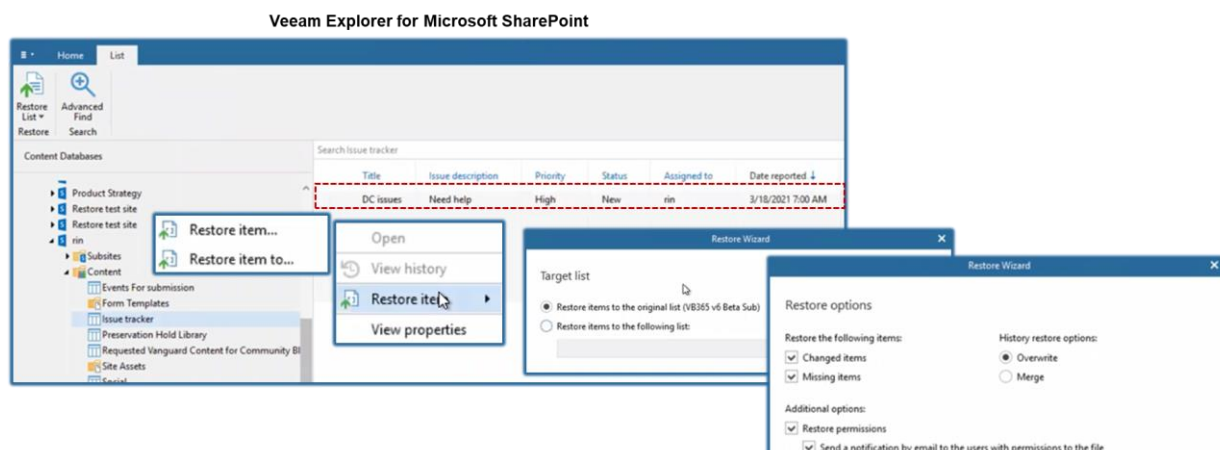 Veeam Explorer for Microsoft SharePoint
Home List
Restore List
Advanced Find
Restore Search
Content Databases
Search Issue tracker
Title Issue description Priority Status Assigned to Date reported ↓
DC issues Need help High New rin 3/18/2021 7:00 AM
Product Strategy
Restore test site
Restore test site
rin
Subsites
Content
Events For submission
Form Templates
Issue tracker
Preservation Hold Library
Requested Vanguard Content for Community Bl
Site Assets
Social
Restore item...
Restore item to...
Open
View history
Restore item
View properties
Restore Wizard
Target list
Restore items to the original list (VB365 v6 Beta Sub)
Restore items to the following list:
Restore Wizard
Restore options
Restore the following items:
Changed items
Missing items
History restore options:
Overwrite
Merge
Additional options:
Restore permissions
Send a notification by email to the users with permissions to the file